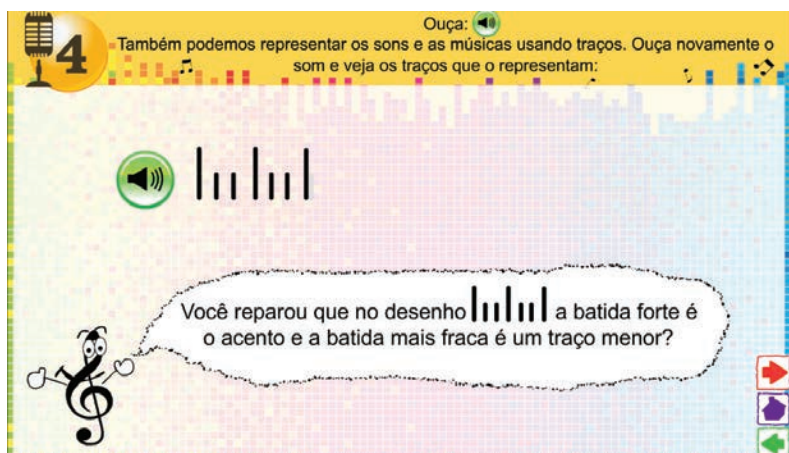 4
Ouça:
Também podemos representar os sons e as músicas usando traços. Ouça novamente o
som e veja os traços que o representam:
Você reparou que no desenho a batida forte é
o acento e a batida mais fraca é um traço menor?